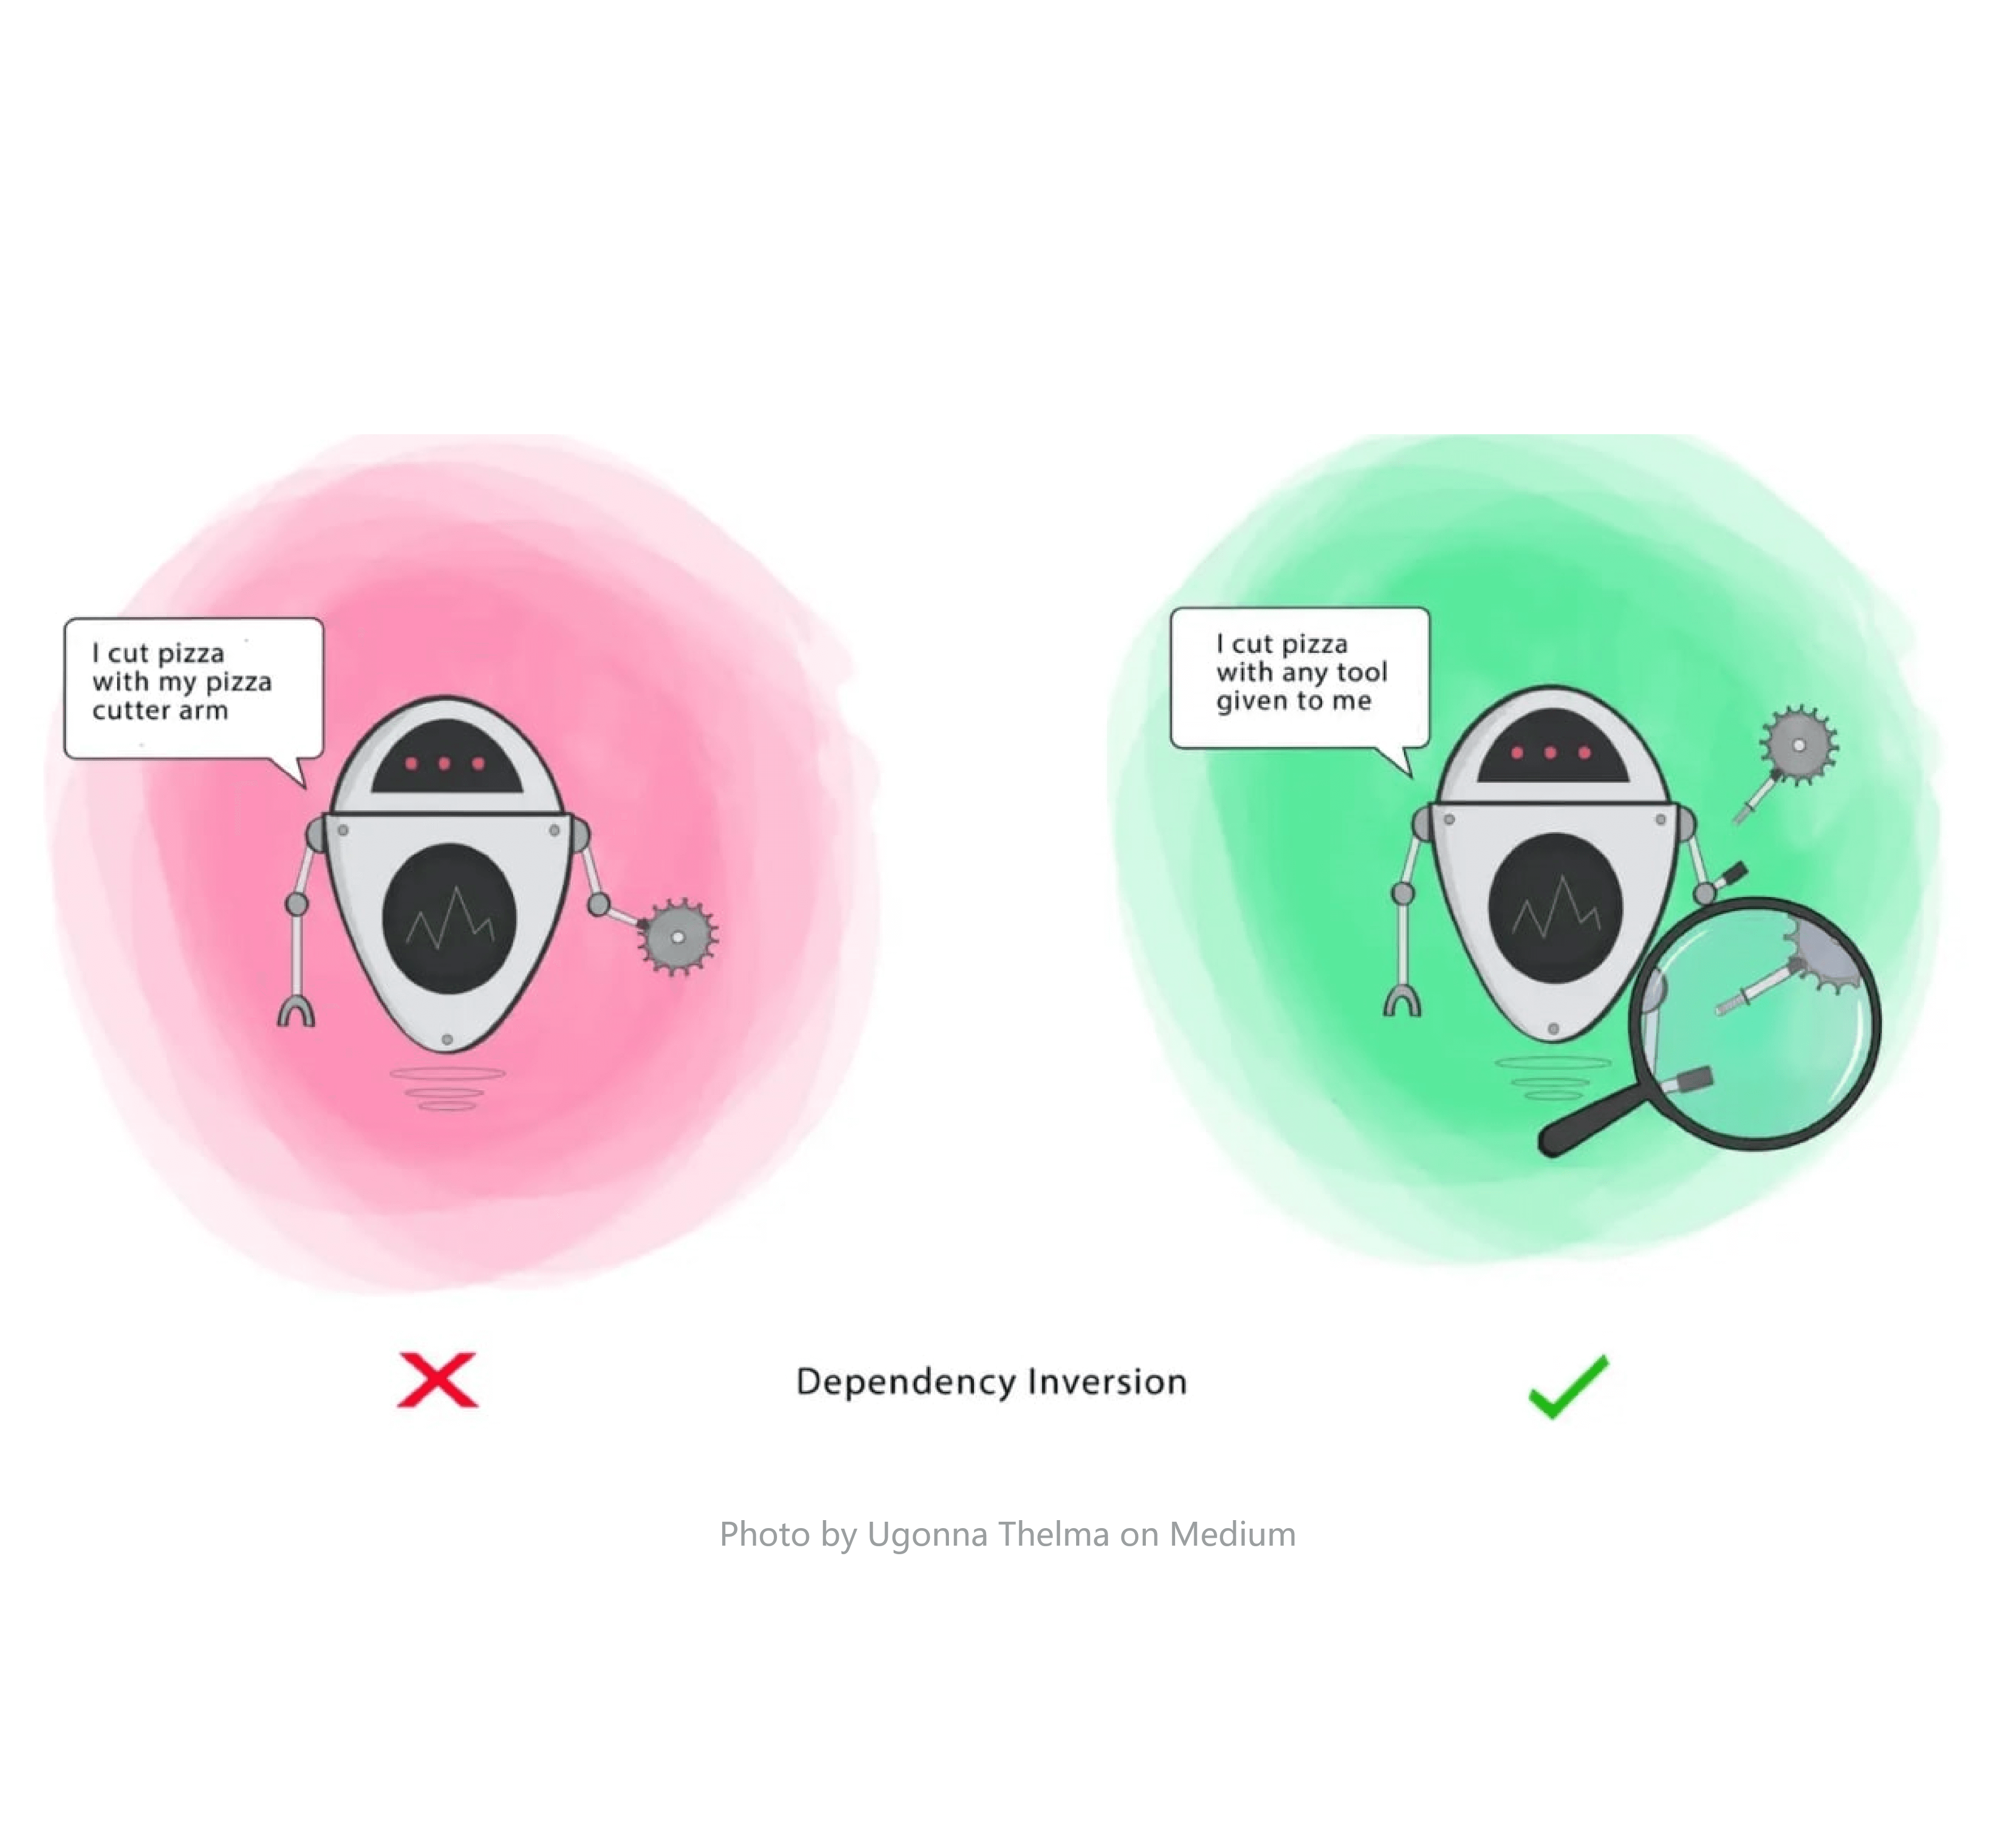 I cut pizza
with my pizza
cutter arm
I cut pizza
with any tool
given to me
Dependency Inversion
Photo by Ugonna Thelma on Medium